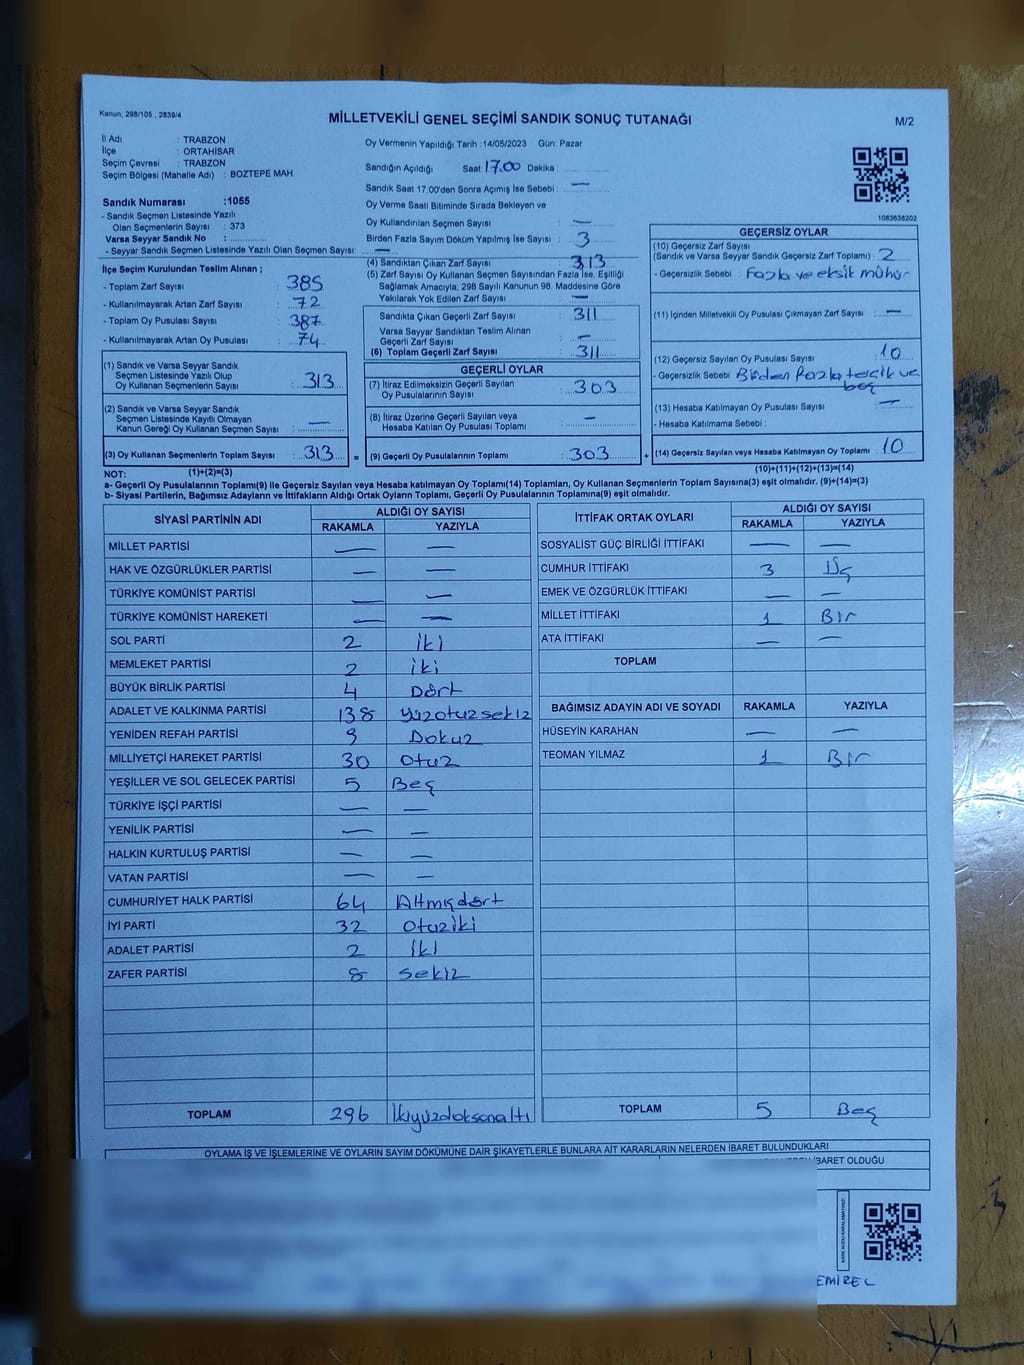 Kanun; 298/105 , 2839/4
MİLLETVEKİLİ GENEL SEÇİMİ SANDIK SONUÇ TUTANAĞI
M/2
İl Adı : TRABZON
İlçe : ORTAHİSAR
Seçim Çevresi : TRABZON
Seçim Bölgesi (Mahalle Adı) : BOZTEPE MAH.
Sandık Numarası :1055
- Sandık Seçmen Listesinde Yazılı
Olan Seçmenlerin Sayısı : 373
Varsa Seyyar Sandık No :
- Seyyar Sandık Seçmen Listesinde Yazılı Olan Seçmen Sayısı: —
Oy Vermenin Yapıldığı Tarih :14/05/2023 Gün: Pazar
Sandığın Açıldığı Saat: 17.00 Dakika :
Sandık Saat 17:00'den Sonra Açımış İse Sebebi : —
Oy Verme Saati Bitiminde Sırada Bekleyen ve
Oy Kullandırılan Seçmen Sayısı : —
Birden Fazla Sayım Döküm Yapılmış İse Sayısı : 3
1083636202
İlçe Seçim Kurulundan Teslim Alınan ;
- Toplam Zarf Sayısı : 385
- Kullanılmayarak Artan Zarf Sayısı : 72
- Toplam Oy Pusulası Sayısı : 387
- Kullanılmayarak Artan Oy Pusulası : 74
(1) Sandık ve Varsa Seyyar Sandık
Seçmen Listesinde Yazılı Olup
Oy Kullanan Seçmenlerin Sayısı : 313
(2) Sandık ve Varsa Seyyar Sandık
Seçmen Listesinde Kayıtlı Olmayan
Kanun Gereği Oy Kullanan Seçmen Sayısı : —
(3) Oy Kullanan Seçmenlerin Toplam Sayısı : 313 =
(4) Sandıktan Çıkan Zarf Sayısı : 313
(5) Zarf Sayısı Oy Kullanan Seçmen Sayısından Fazla İse, Eşitliği
Sağlamak Amacıyla; 298 Sayılı Kanunun 98. Maddesine Göre
Yakılarak Yok Edilen Zarf Sayısı : —
Sandıkta Çıkan Geçerli Zarf Sayısı : 311
Varsa Seyyar Sandıktan Teslim Alınan
Geçerli Zarf Sayısı : —
(6) Toplam Geçerli Zarf Sayısı : 311
GEÇERLİ OYLAR
(7) İtiraz Edilmeksizin Geçerli Sayılan
Oy Pusulalarının Sayısı : 303
(8) İtiraz Üzerine Geçerli Sayılan veya
Hesaba Katılan Oy Pusulası Toplamı : —
(9) Geçerli Oy Pusulalarının Toplamı : 303 +
GEÇERSİZ OYLAR
(10) Geçersiz Zarf Sayısı
(Sandık ve Varsa Seyyar Sandık Geçersiz Zarf Toplamı) : 2
- Geçersizlik Sebebi : Fazla ve eksik mühür
(11) İçinden Milletvekili Oy Pusulası Çıkmayan Zarf Sayısı : —
(12) Geçersiz Sayılan Oy Pusulası Sayısı : 10
- Geçersizlik Sebebi : Birden fazla tercik ve
boş
(13) Hesaba Katılmayan Oy Pusulası Sayısı : —
- Hesaba Katılmama Sebebi :
(14) Geçersiz Sayılan veya Hesaba Katılmayan Oy Toplamı : 10
NOT: (1)+(2)=(3)
(10)+(11)+(12)+(13)=(14)
a- Geçerli Oy Pusulalarının Toplamı(9) ile Geçersiz Sayılan veya Hesaba Katılmayan Oy Toplamı(14) Toplamları, Oy Kullanan Seçmenlerin Toplam Sayısına(3) eşit olmalıdır. (9)+(14)=(3)
b- Siyasi Partilerin, Bağımsız Adayların ve İttifakların Aldığı Ortak Oyların Toplamı, Geçerli Oy Pusulalarının Toplamına(9) eşit olmalıdır.
SİYASİ PARTİNİN ADI ALDIĞI OY SAYISI
RAKAMLA YAZIYLA
MİLLET PARTİSİ — —
HAK VE ÖZGÜRLÜKLER PARTİSİ — —
TÜRKİYE KOMÜNİST PARTİSİ — —
TÜRKİYE KOMÜNİST HAREKETİ — —
SOL PARTİ 2 İki
MEMLEKET PARTİSİ 2 iki
BÜYÜK BİRLİK PARTİSİ 4 Dört
ADALET VE KALKINMA PARTİSİ 138 Yüzotuzsekiz
YENİDEN REFAH PARTİSİ 9 Dokuz
MİLLİYETÇİ HAREKET PARTİSİ 30 Otuz
YEŞİLLER VE SOL GELECEK PARTİSİ 5 Beş
TÜRKİYE İŞÇİ PARTİSİ — —
YENİLİK PARTİSİ — —
HALKIN KURTULUŞ PARTİSİ — —
VATAN PARTİSİ — —
CUMHURİYET HALK PARTİSİ 64 Altmışdört
İYİ PARTİ 32 Otuziki
ADALET PARTİSİ 2 İki
ZAFER PARTİSİ 8 Sekiz
TOPLAM 296 İkiyüzdoksanaltı
İTTİFAK ORTAK OYLARI ALDIĞI OY SAYISI
RAKAMLA YAZIYLA
SOSYALİST GÜÇ BİRLİĞİ İTTİFAKI — —
CUMHUR İTTİFAKI 3 Üç
EMEK VE ÖZGÜRLÜK İTTİFAKI — —
MİLLET İTTİFAKI 1 Bir
ATA İTTİFAKI — —
TOPLAM
BAĞIMSIZ ADAYIN ADI VE SOYADI RAKAMLA YAZIYLA
HÜSEYİN KARAHAN — —
TEOMAN YILMAZ 1 Bir
TOPLAM 5 Beş
OYLAMA İŞ VE İŞLEMLERİNE VE OYLARIN SAYIM DÖKÜMÜNE DAİR ŞİKAYETLERLE BUNLARA AİT KARARLARIN NELERDEN İBARET BULUNDUKLARI
İBARET OLDUĞU
EMİREL